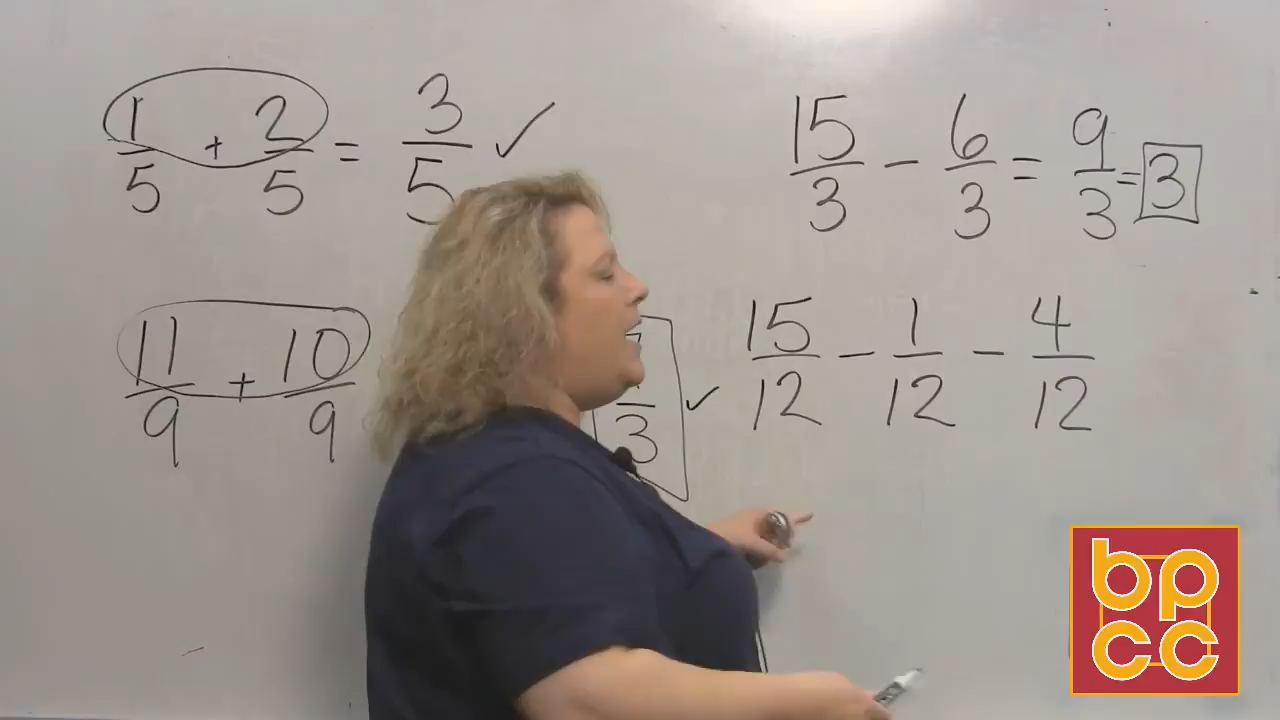 1/5 + 2/5 = 3/5 ✓
15/3 - 6/3 = 9/3 = 3
11/9 + 10/9
7/3 ✓
15/12 - 1/12 - 4/12
bp
cc